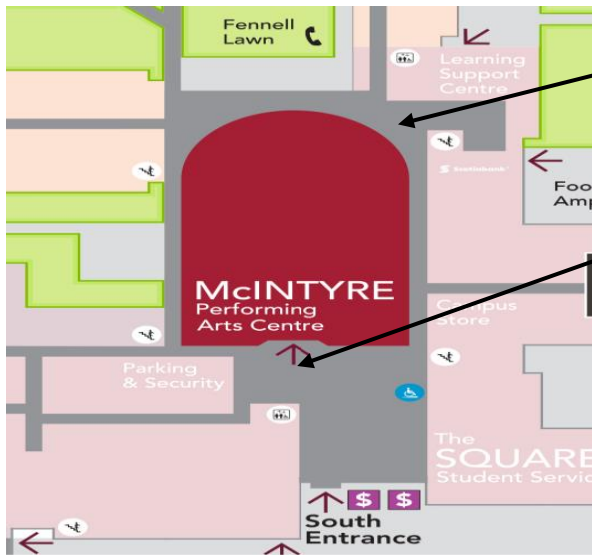 Fennell
Lawn
Learning
Support
Centre
Scotiabank
Foo
Amp
McINTYRE
Performing
Arts Centre
Campus
Store
Parking
& Security
The
SQUARE
Student Servic
$ $
South
Entrance